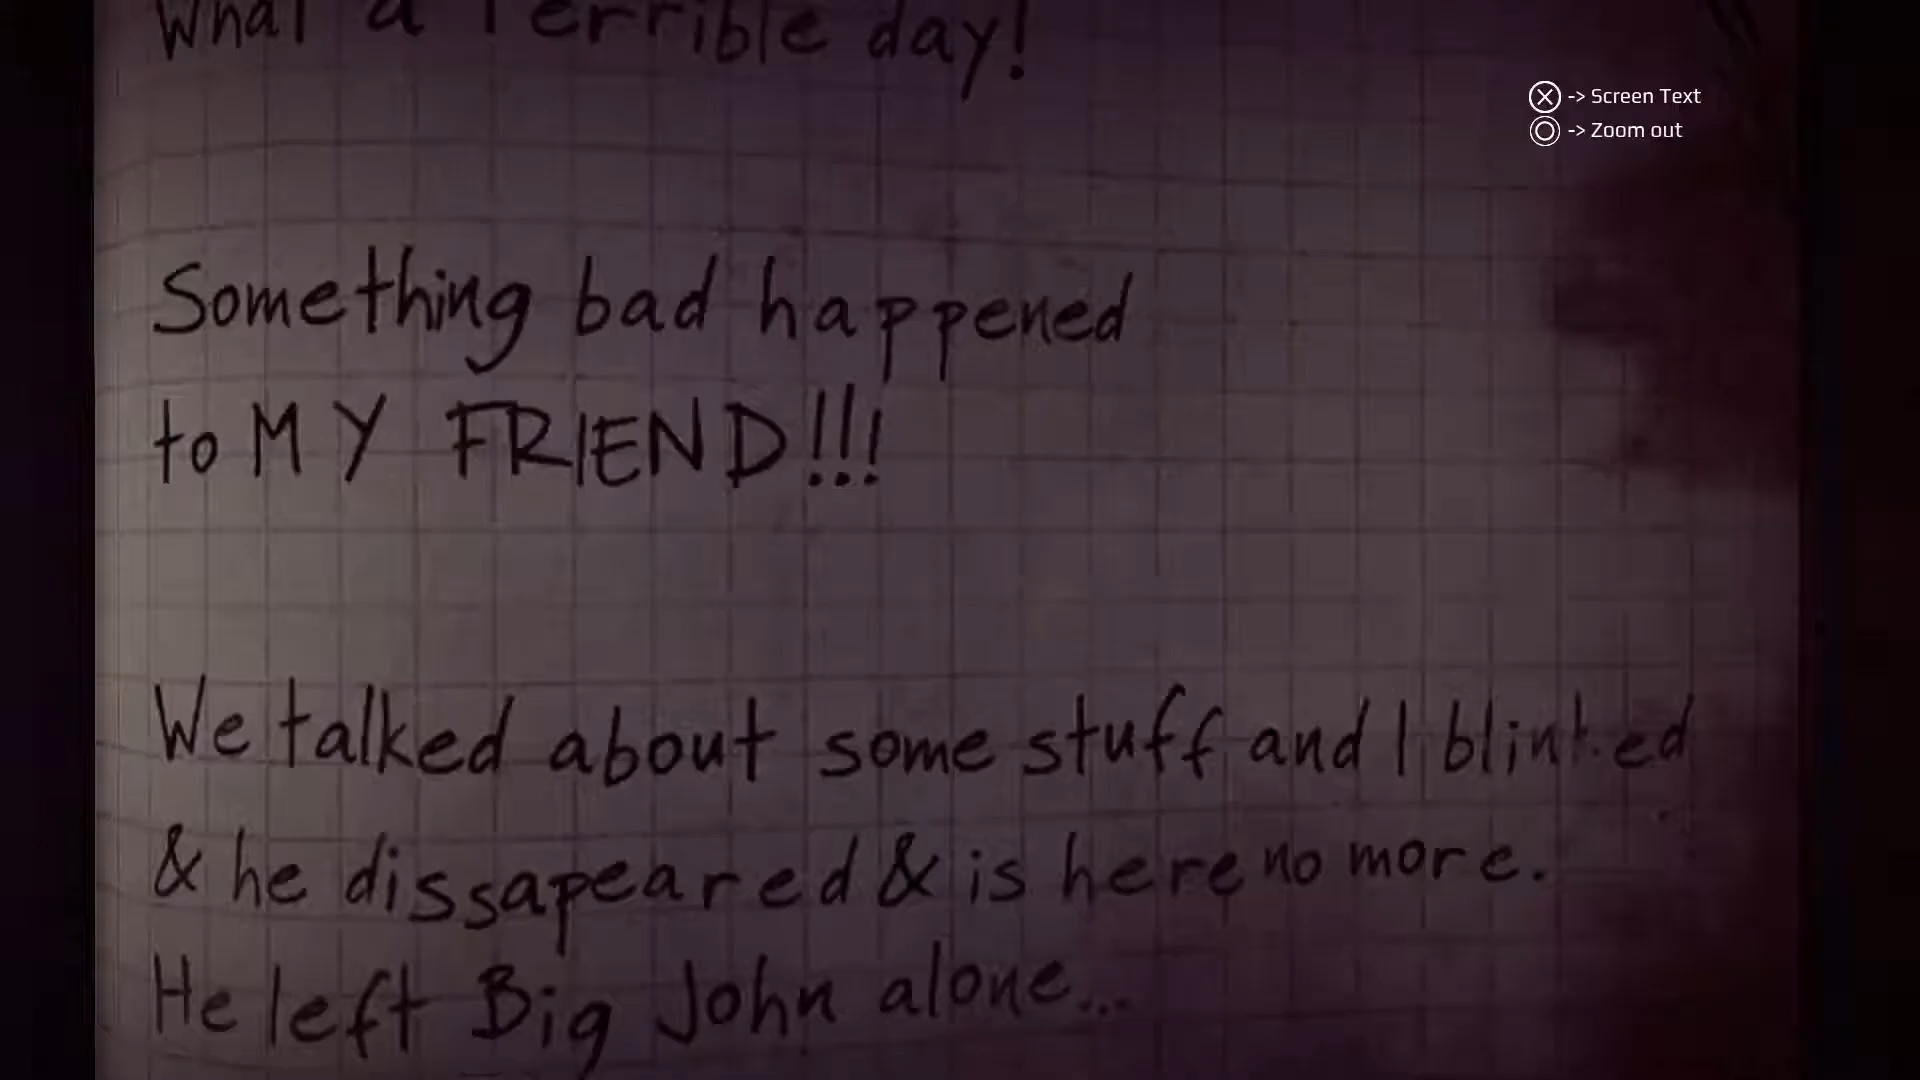 What a Terrible day!
-> Screen Text
-> Zoom out
Something bad happened
to MY FRIEND!!!
We talked about some stuff and I blinked
& he dissapeared & is here no more.
He left Big John alone...